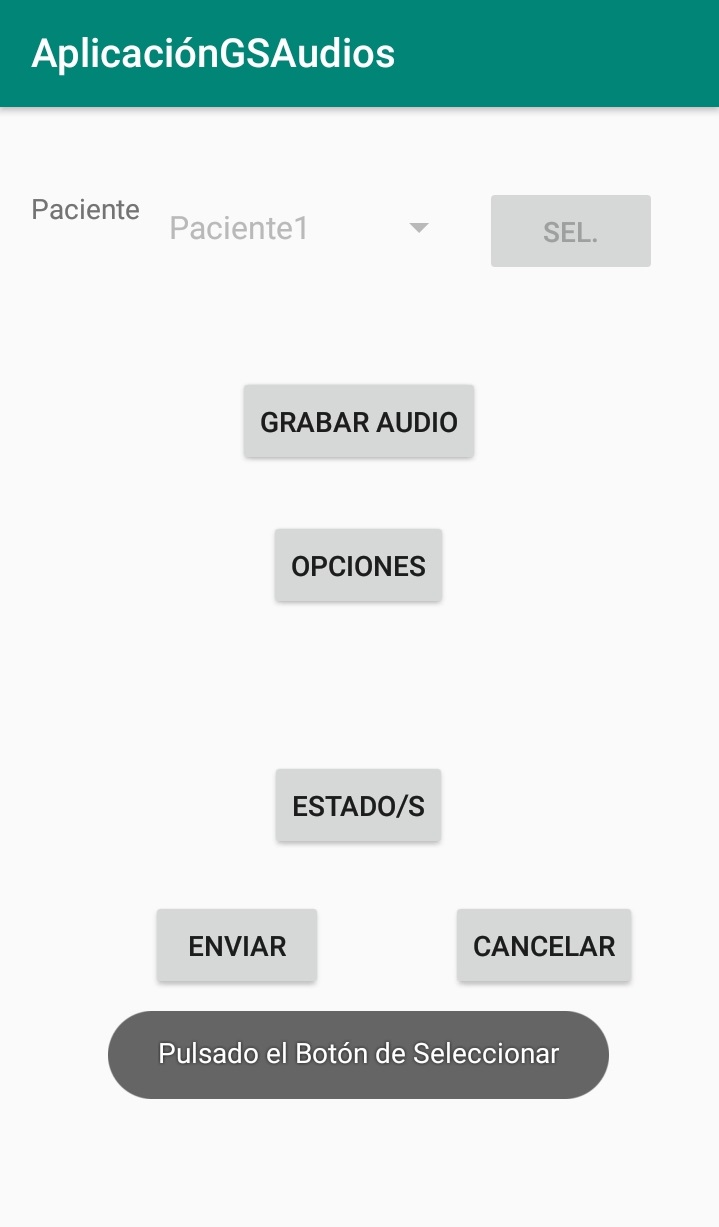 AplicaciónGSAudios
Paciente
Paciente1
SEL.
GRABAR AUDIO
OPCIONES
ESTADO/S
ENVIAR
CANCELAR
Pulsado el Botón de Seleccionar